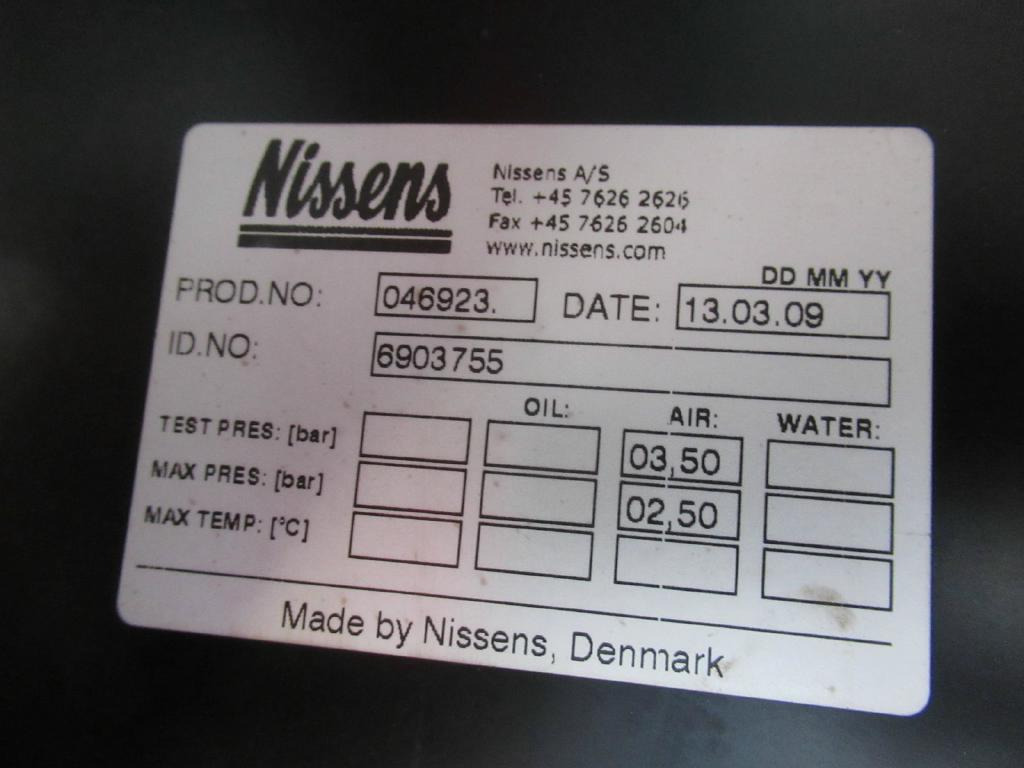 Nissens
Nissens A/S
Tel. +45 7626 2626
Fax +45 7626 2604
www.nissens.com
DD MM YY
PROD.NO: 046923. DATE: 13.03.09
ID.NO: 6903755
OIL: AIR: WATER:
TEST PRES: [bar] 03,50
MAX PRES: [bar] 02,50
MAX TEMP: [°C]
Made by Nissens, Denmark